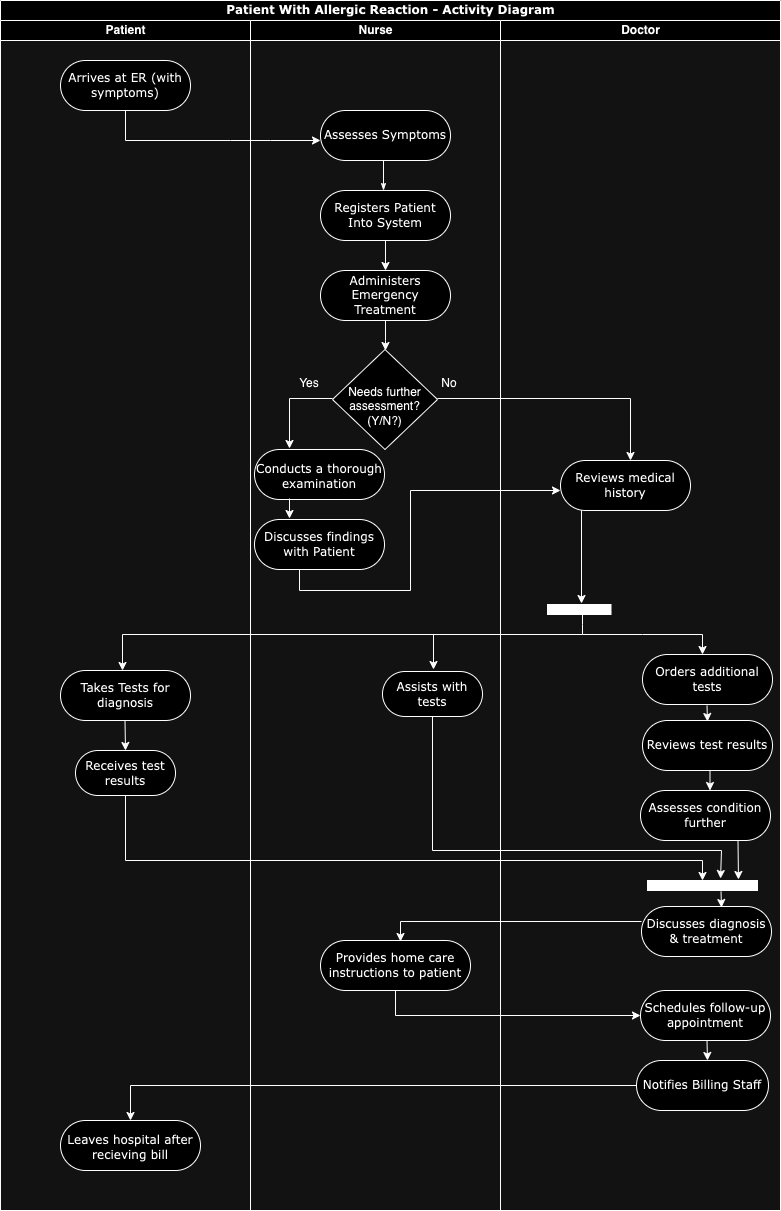 Patient With Allergic Reaction - Activity Diagram
Patient
Nurse
Doctor
Arrives at ER (with
symptoms)
Assesses Symptoms
Registers Patient
Into System
Administers
Emergency
Treatment
Yes
No
Needs further
assessment?
(Y/N?)
Conducts a thorough
examination
Reviews medical
history
Discusses findings
with Patient
Takes Tests for
diagnosis
Assists with
tests
Orders additional
tests
Receives test
results
Reviews test results
Assesses condition
further
Discusses diagnosis
& treatment
Provides home care
instructions to patient
Schedules follow-up
appointment
Notifies Billing Staff
Leaves hospital after
recieving bill